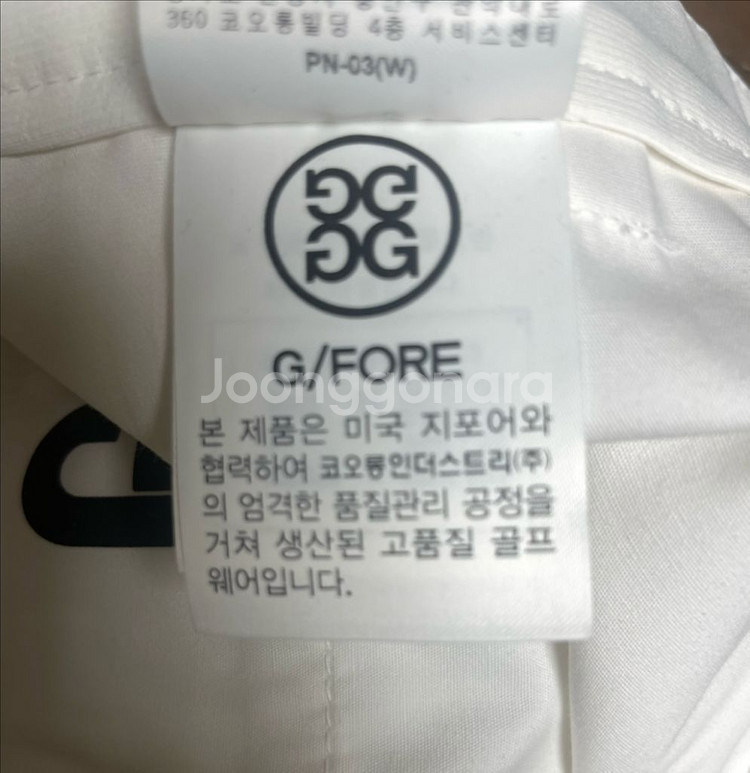 360 코오롱빌딩 4층 서비스센터
PN-03(W)
G/FORE
Joonggonara
본 제품은 미국 지포어와
협력하여 코오롱인더스트리(주)
의 엄격한 품질관리 공정을
거쳐 생산된 고품질 골프
웨어입니다.